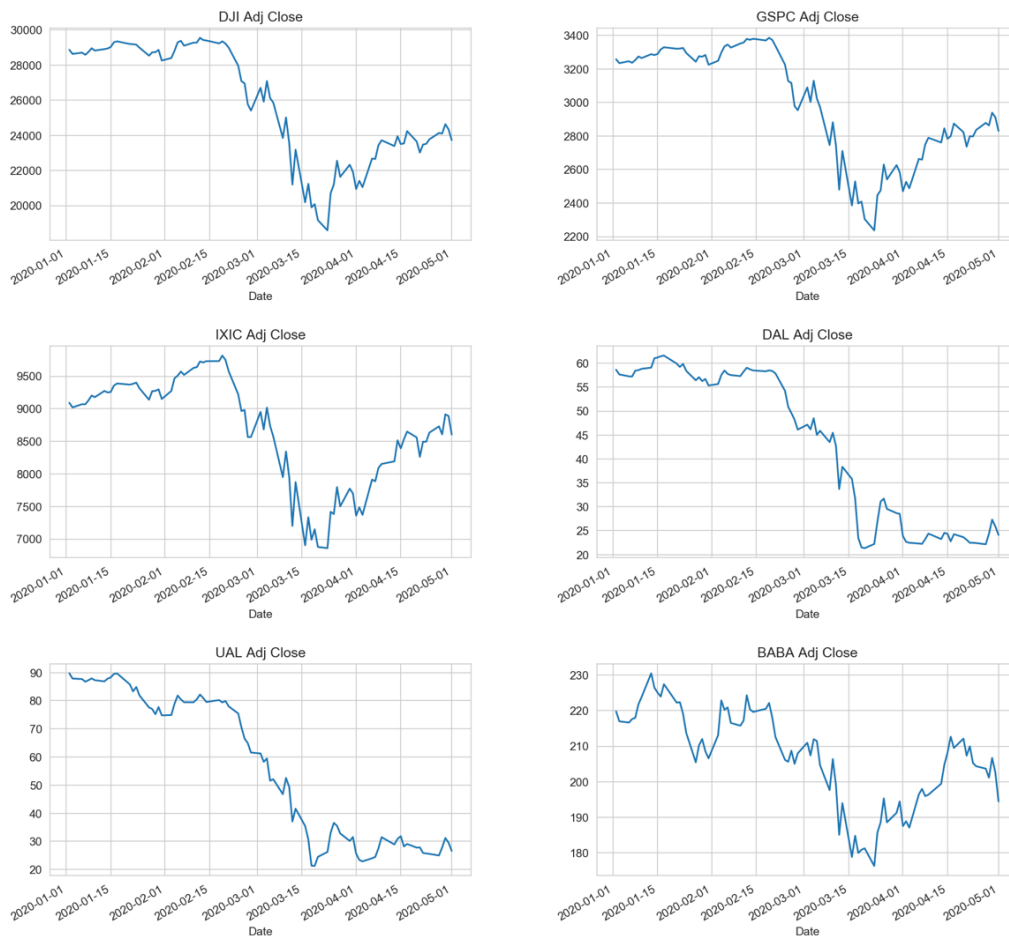 DJI Adj Close
30000
28000
26000
24000
22000
20000
2020-01-01 2020-01-15 2020-02-01 2020-02-15 2020-03-01 2020-03-15 2020-04-01 2020-04-15 2020-05-01
Date
GSPC Adj Close
3400
3200
3000
2800
2600
2400
2200
2020-01-01 2020-01-15 2020-02-01 2020-02-15 2020-03-01 2020-03-15 2020-04-01 2020-04-15 2020-05-01
Date
IXIC Adj Close
9500
9000
8500
8000
7500
7000
2020-01-01 2020-01-15 2020-02-01 2020-02-15 2020-03-01 2020-03-15 2020-04-01 2020-04-15 2020-05-01
Date
DAL Adj Close
60
55
50
45
40
35
30
25
20
2020-01-01 2020-01-15 2020-02-01 2020-02-15 2020-03-01 2020-03-15 2020-04-01 2020-04-15 2020-05-01
Date
UAL Adj Close
90
80
70
60
50
40
30
20
2020-01-01 2020-01-15 2020-02-01 2020-02-15 2020-03-01 2020-03-15 2020-04-01 2020-04-15 2020-05-01
Date
BABA Adj Close
230
220
210
200
190
180
2020-01-01 2020-01-15 2020-02-01 2020-02-15 2020-03-01 2020-03-15 2020-04-01 2020-04-15 2020-05-01
Date